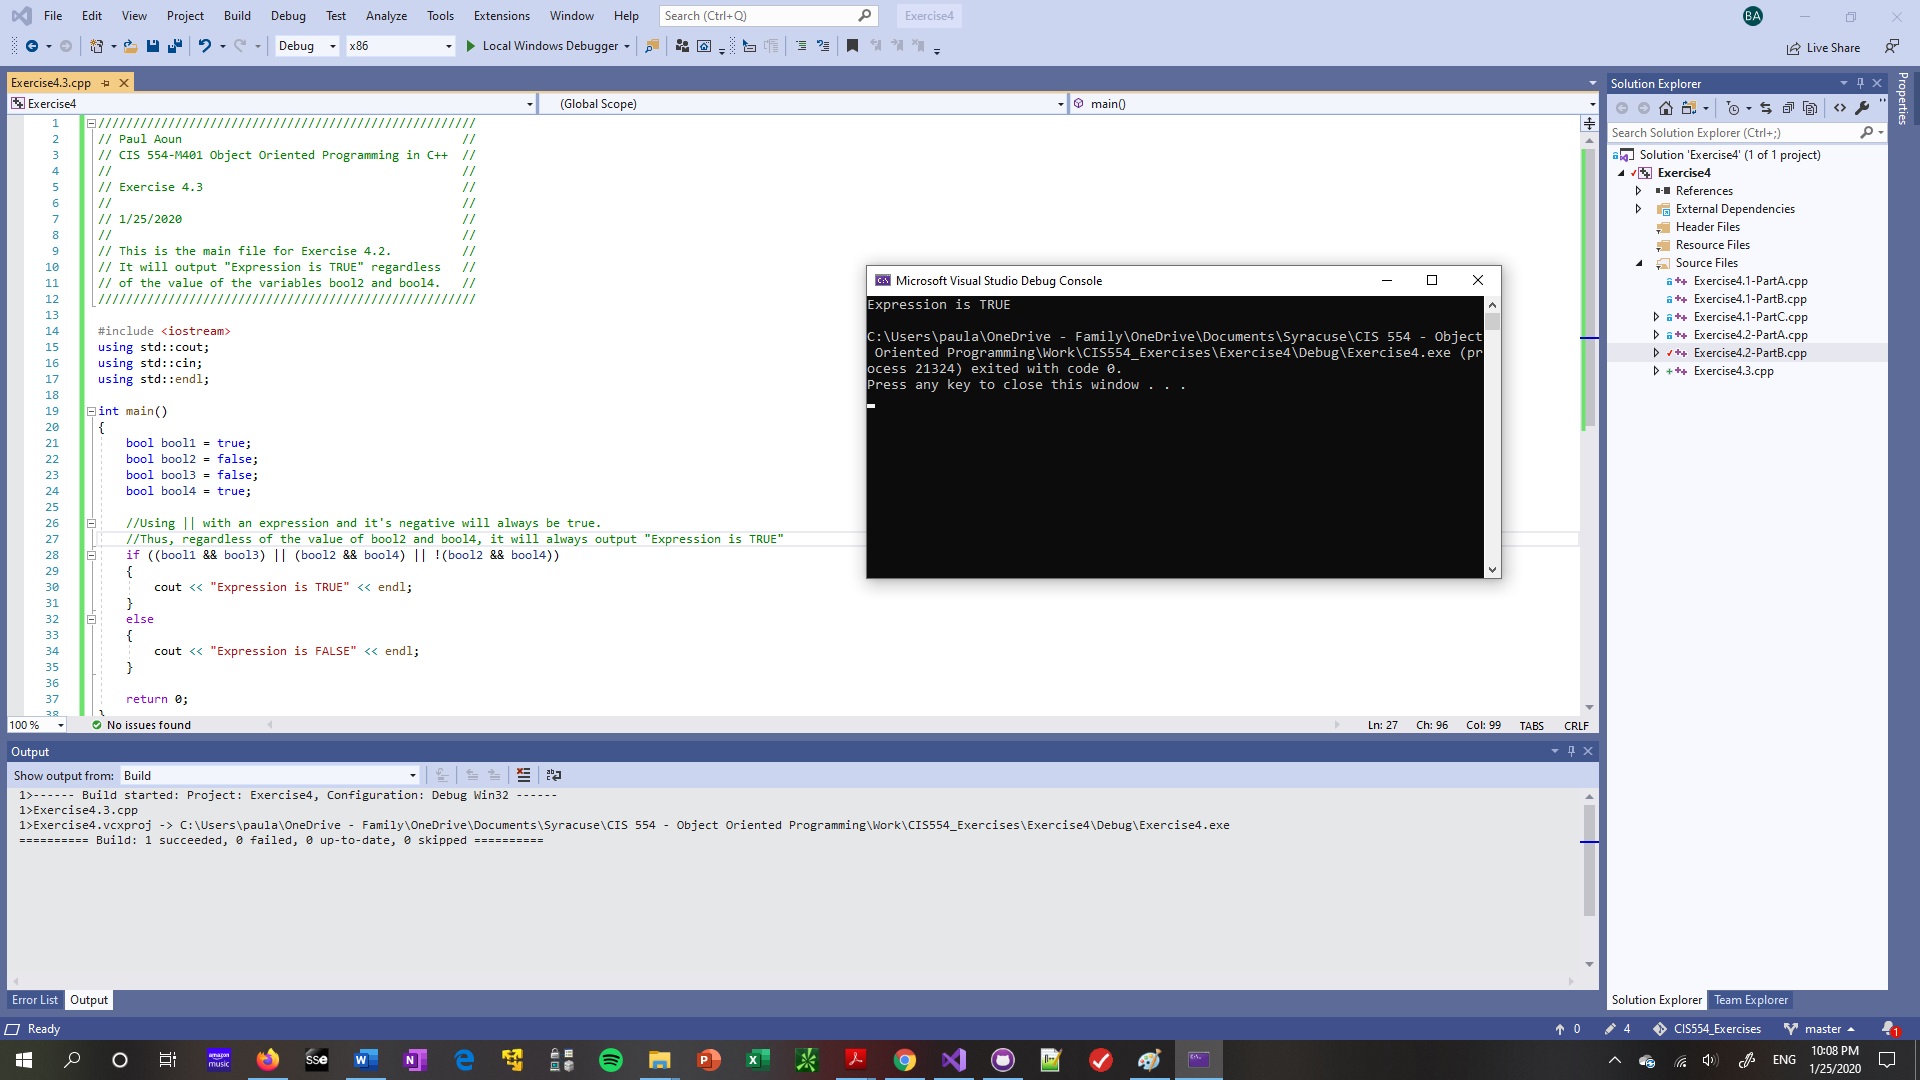 File Edit View Project Build Debug Test Analyze Tools Extensions Window Help Search (Ctrl+Q) Exercise4 BA
Debug x86 Local Windows Debugger Live Share
Exercise4.3.cpp
Exercise4 (Global Scope) main()
1 //////////////////////////////////////////////////////
2 // Paul Aoun //
3 // CIS 554-M401 Object Oriented Programming in C++ //
4 // //
5 // Exercise 4.3 //
6 // //
7 // 1/25/2020 //
8 // //
9 // This is the main file for Exercise 4.2. //
10 // It will output "Expression is TRUE" regardless //
11 // of the value of the variables bool2 and bool4. //
12 //////////////////////////////////////////////////////
13
14 #include <iostream>
15 using std::cout;
16 using std::cin;
17 using std::endl;
18
19 int main()
20 {
21 bool bool1 = true;
22 bool bool2 = false;
23 bool bool3 = false;
24 bool bool4 = true;
25
26 //Using || with an expression and it's negative will always be true.
27 //Thus, regardless of the value of bool2 and bool4, it will always output "Expression is TRUE"
28 if ((bool1 && bool3) || (bool2 && bool4) || !(bool2 && bool4))
29 {
30 cout << "Expression is TRUE" << endl;
31 }
32 else
33 {
34 cout << "Expression is FALSE" << endl;
35 }
36
37 return 0;
38 }
100 % No issues found Ln: 27 Ch: 96 Col: 99 TABS CRLF
Microsoft Visual Studio Debug Console
Expression is TRUE
C:\Users\paula\OneDrive - Family\OneDrive\Documents\Syracuse\CIS 554 - Object
Oriented Programming\Work\CIS554_Exercises\Exercise4\Debug\Exercise4.exe (pr
ocess 21324) exited with code 0.
Press any key to close this window . . .
Output
Show output from: Build
1>------ Build started: Project: Exercise4, Configuration: Debug Win32 ------
1>Exercise4.3.cpp
1>Exercise4.vcxproj -> C:\Users\paula\OneDrive - Family\OneDrive\Documents\Syracuse\CIS 554 - Object Oriented Programming\Work\CIS554_Exercises\Exercise4\Debug\Exercise4.exe
========== Build: 1 succeeded, 0 failed, 0 up-to-date, 0 skipped ==========
Error List Output
Solution Explorer
Properties
Search Solution Explorer (Ctrl+;)
Solution 'Exercise4' (1 of 1 project)
Exercise4
References
External Dependencies
Header Files
Resource Files
Source Files
Exercise4.1-PartA.cpp
Exercise4.1-PartB.cpp
Exercise4.1-PartC.cpp
Exercise4.2-PartA.cpp
Exercise4.2-PartB.cpp
Exercise4.3.cpp
Solution Explorer Team Explorer
Ready 0 4 CIS554_Exercises master 1
amazon music SSE ENG 10:08 PM
1/25/2020